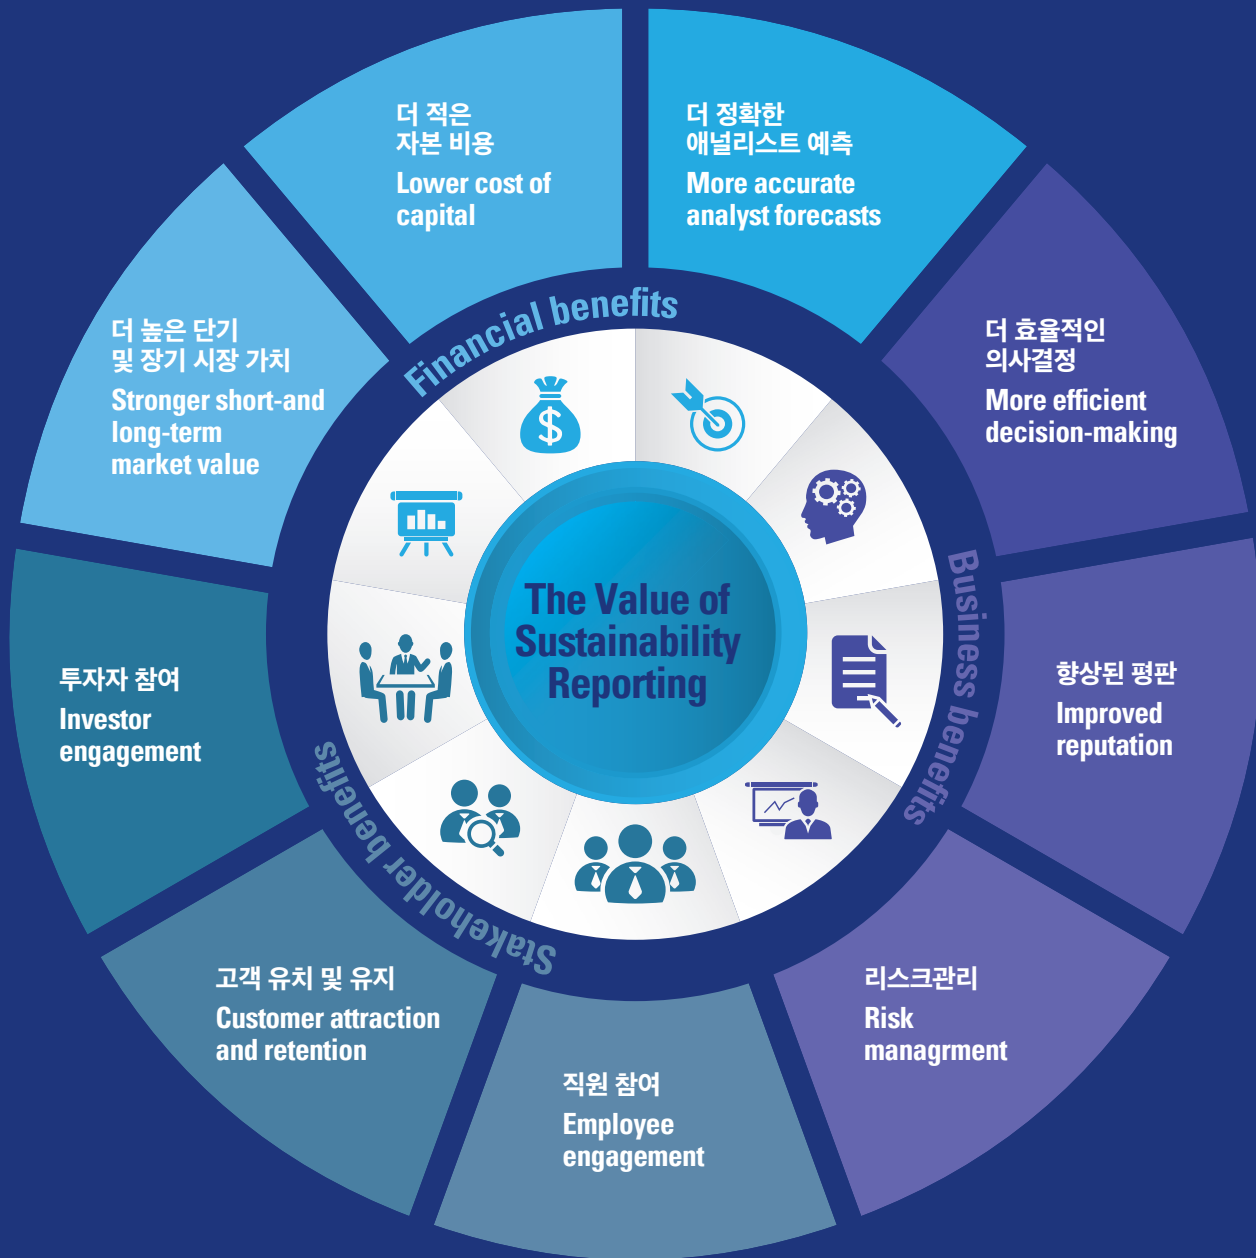 더 적은
자본 비용
Lower cost of
capital
더 정확한
애널리스트 예측
More accurate
analyst forecasts
더 높은 단기
및 장기 시장 가치
Stronger short-and
long-term
market value
더 효율적인
의사결정
More efficient
decision-making
Financial benefits
The Value of
Sustainability
Reporting
Business benefits
Stakeholder benefits
투자자 참여
Investor
engagement
향상된 평판
Improved
reputation
고객 유치 및 유지
Customer attraction
and retention
리스크관리
Risk
managrment
직원 참여
Employee
engagement